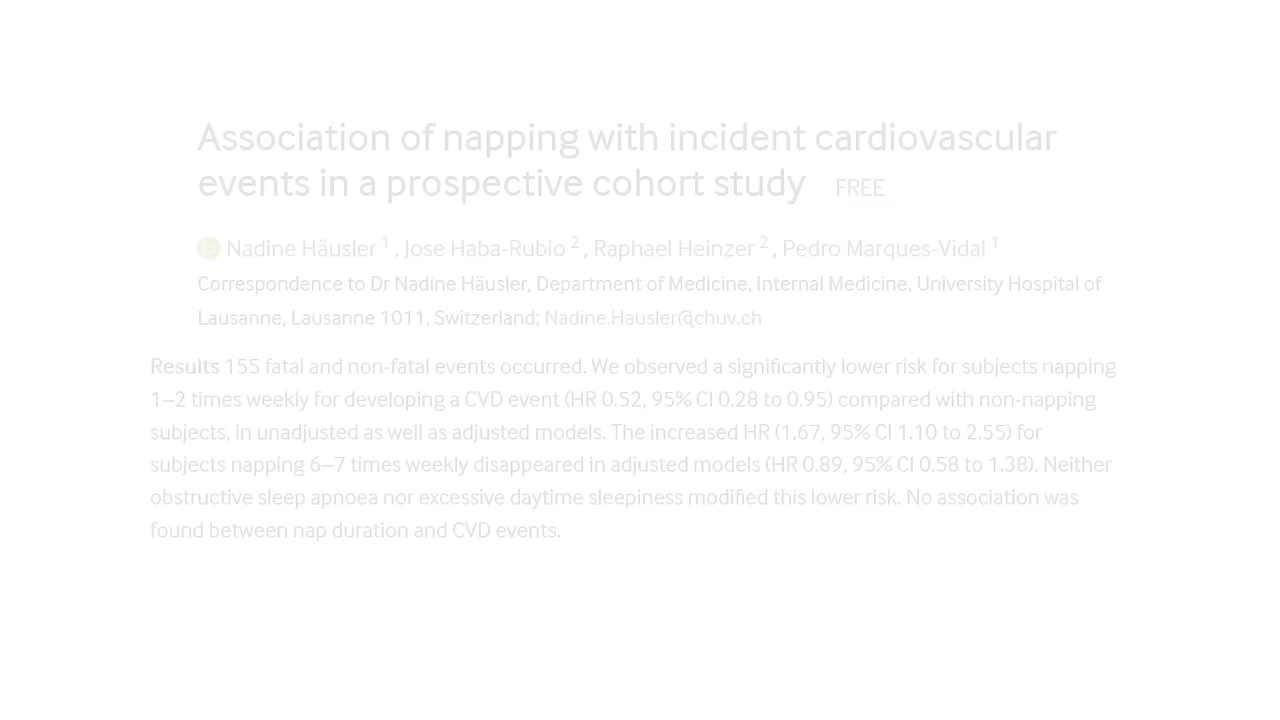 Association of napping with incident cardiovascular
events in a prospective cohort study FREE
Nadine Häusler 1 , Jose Haba-Rubio 2 , Raphael Heinzer 2 , Pedro Marques-Vidal 1
Correspondence to Dr Nadine Häusler, Department of Medicine, Internal Medicine, University Hospital of
Lausanne, Lausanne 1011, Switzerland; Nadine.Hausler@chuv.ch
Results 155 fatal and non-fatal events occurred. We observed a significantly lower risk for subjects napping
1–2 times weekly for developing a CVD event (HR 0.52, 95% CI 0.28 to 0.95) compared with non-napping
subjects, in unadjusted as well as adjusted models. The increased HR (1.67, 95% CI 1.10 to 2.55) for
subjects napping 6–7 times weekly disappeared in adjusted models (HR 0.89, 95% CI 0.58 to 1.38). Neither
obstructive sleep apnoea nor excessive daytime sleepiness modified this lower risk. No association was
found between nap duration and CVD events.